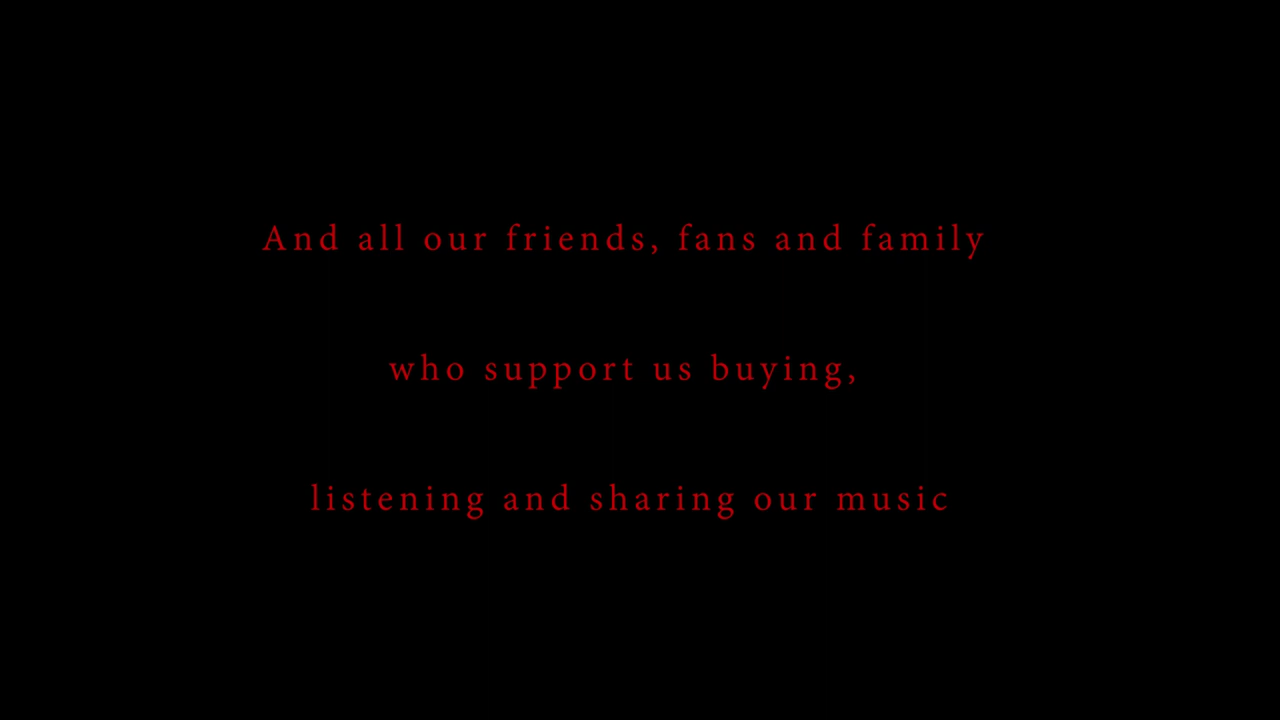 And all our friends, fans and family
who support us buying,
listening and sharing our music